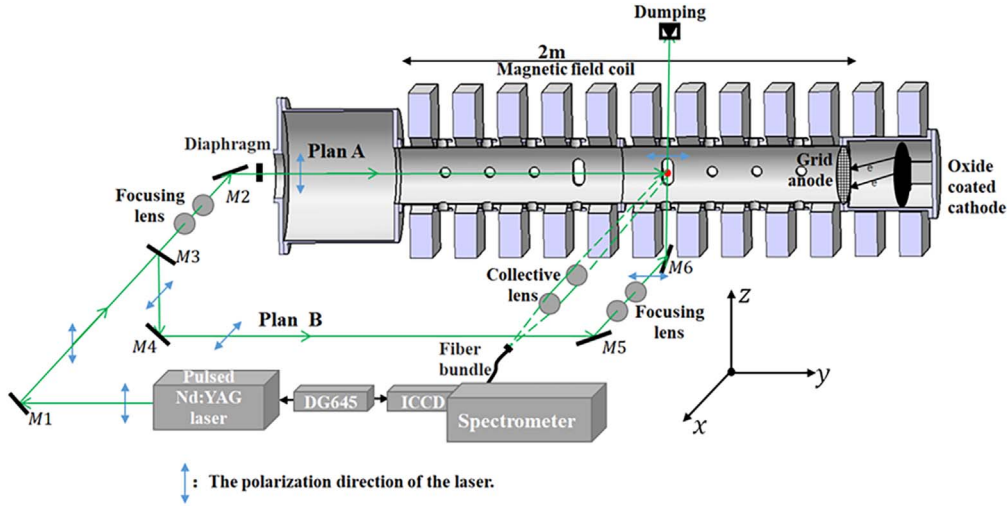 Dumping
2m
Magnetic field coil
Diaphragm
Plan A
Grid
anode
e
e
Oxide
coated
cathode
Focusing
lens
M2
M3
M6
Collective
lens
Focusing
lens
M4
Plan B
M5
Fiber
bundle
z
y
x
M1
Pulsed
Nd:YAG
laser
DG645
ICCD
Spectrometer
: The polarization direction of the laser.